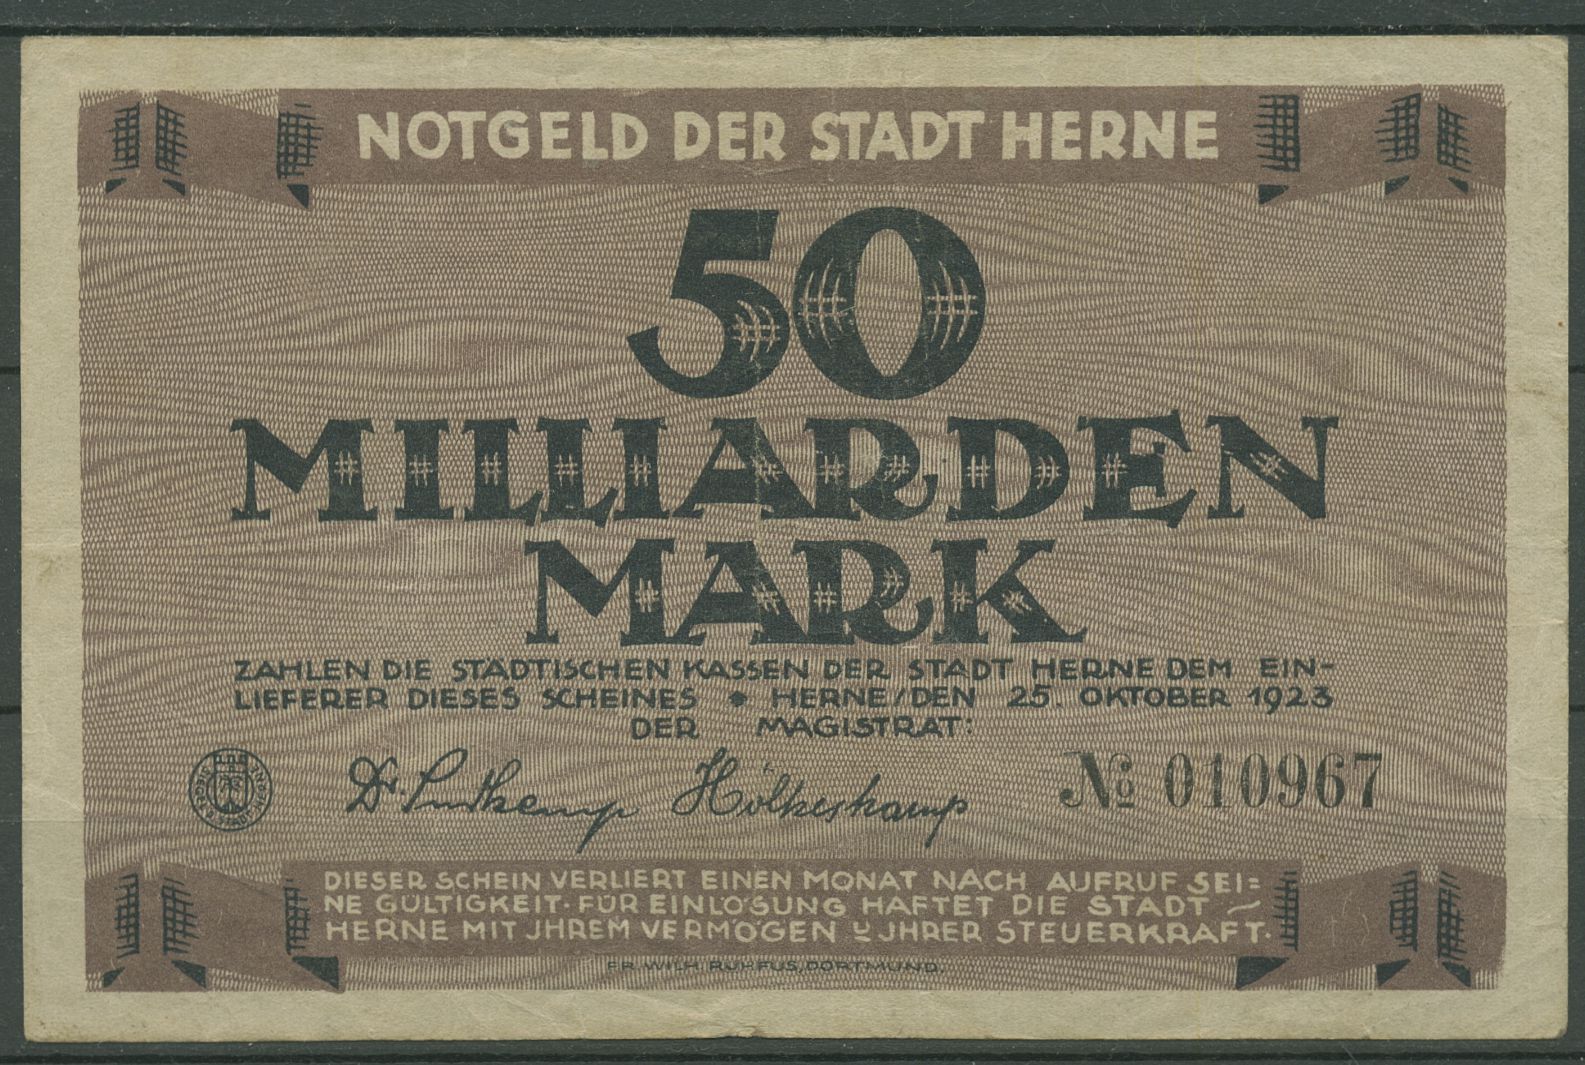 NOTGELD DER STADT HERNE
50
MILLIARDEN
MARK
ZAHLEN DIE STÄDTISCHEN KASSEN DER STADT HERNE DEM EIN-
LIEFERER DIESES SCHEINES • HERNE/DEN 25. OKTOBER 1923
DER MAGISTRAT:
Dr. Hölkeskamp № 010967
DIESER SCHEIN VERLIERT EINEN MONAT NACH AUFRUF SEI=
NE GÜLTIGKEIT· FÜR EINLÖSUNG HAFTET DIE STADT ~
HERNE MIT JHREM VERMÖGEN U JHRER STEUERKRAFT·
FR. WILH. RUHFUS, DORTMUND.